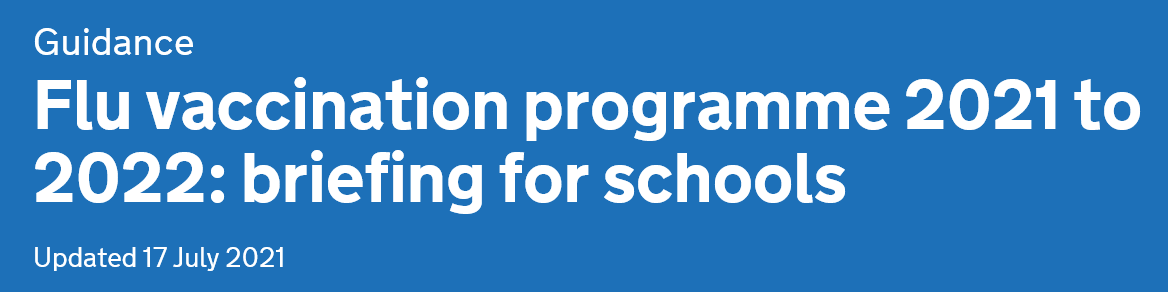 Guidance
Flu vaccination programme 2021 to
2022: briefing for schools
Updated 17 July 2021